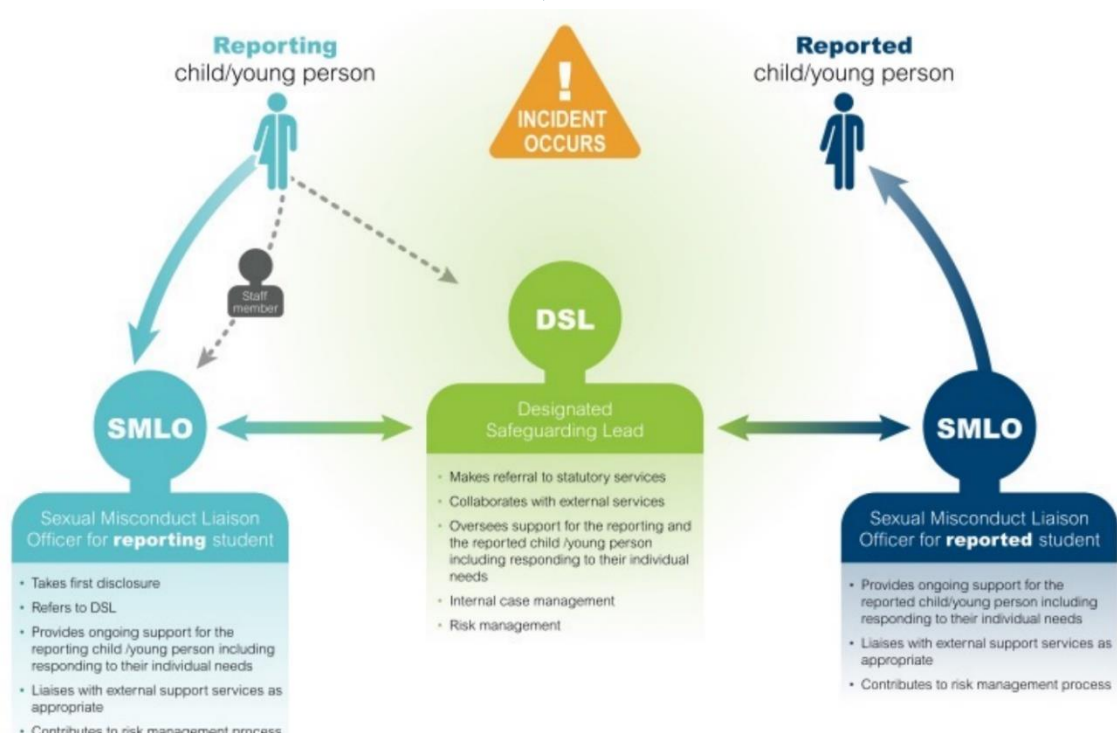 Reporting
child/young person
!
INCIDENT
OCCURS
Reported
child/young person
Staff
member
DSL
SMLO
SMLO
Designated
Safeguarding Lead
• Makes referral to statutory services
• Collaborates with external services
• Oversees support for the reporting and
the reported child /young person
including responding to their individual
needs
• Internal case management
• Risk management
Sexual Misconduct Liaison
Officer for reporting student
• Takes first disclosure
• Refers to DSL
• Provides ongoing support for the
reporting child /young person including
responding to their individual needs
• Liaises with external support services as
appropriate
• Contributes to risk management process
Sexual Misconduct Liaison
Officer for reported student
• Provides ongoing support for the
reported child/young person including
responding to their individual needs
• Liaises with external support services as
appropriate
• Contributes to risk management process